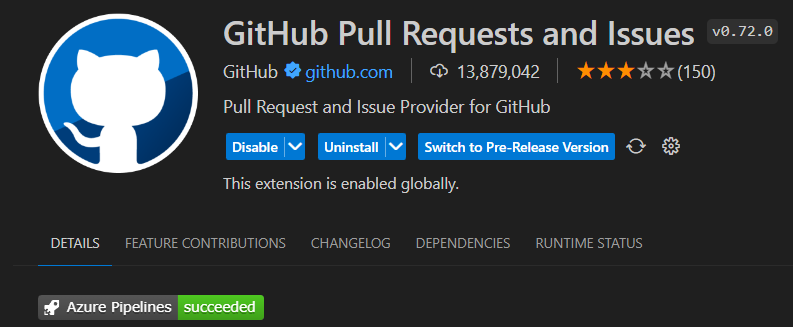 GitHub Pull Requests and Issues v0.72.0
GitHub github.com 13,879,042 (150)
Pull Request and Issue Provider for GitHub
Disable Uninstall Switch to Pre-Release Version
This extension is enabled globally.
DETAILS FEATURE CONTRIBUTIONS CHANGELOG DEPENDENCIES RUNTIME STATUS
Azure Pipelines succeeded